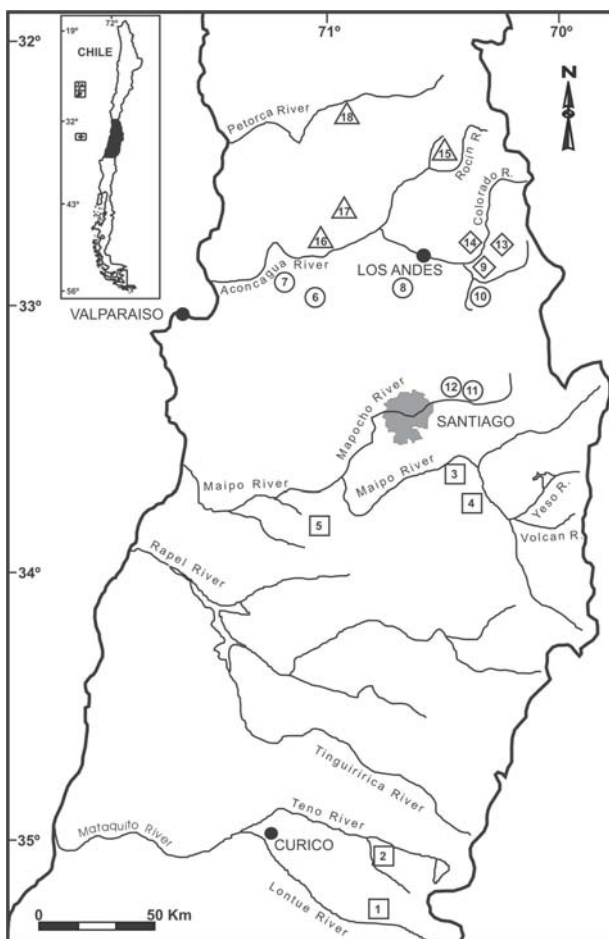 72°
19°
CHILE
32°
43°
56°
71°
70°
32°
N
Petorca River
18
15
Rocin R.
Colorado R.
17
16
14
13
9
LOS ANDES
Aconcagua River
7
6
8
10
33°
VALPARAISO
12
11
Mapocho River
SANTIAGO
Maipo River
3
Maipo River
4
Yeso R.
5
Volcan R.
34°
Rapel River
Tinguiririca River
Teno River
35°
Mataquito River
CURICO
2
Lontue River
1
0
50 Km